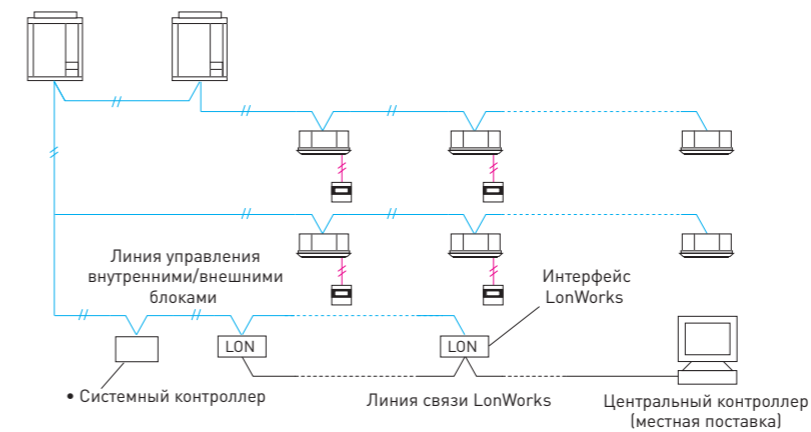 Линия управления
внутренними/внешними
блоками
Интерфейс
LonWorks
LON
LON
• Системный контроллер
Линия связи LonWorks
Центральный контроллер
(местная поставка)